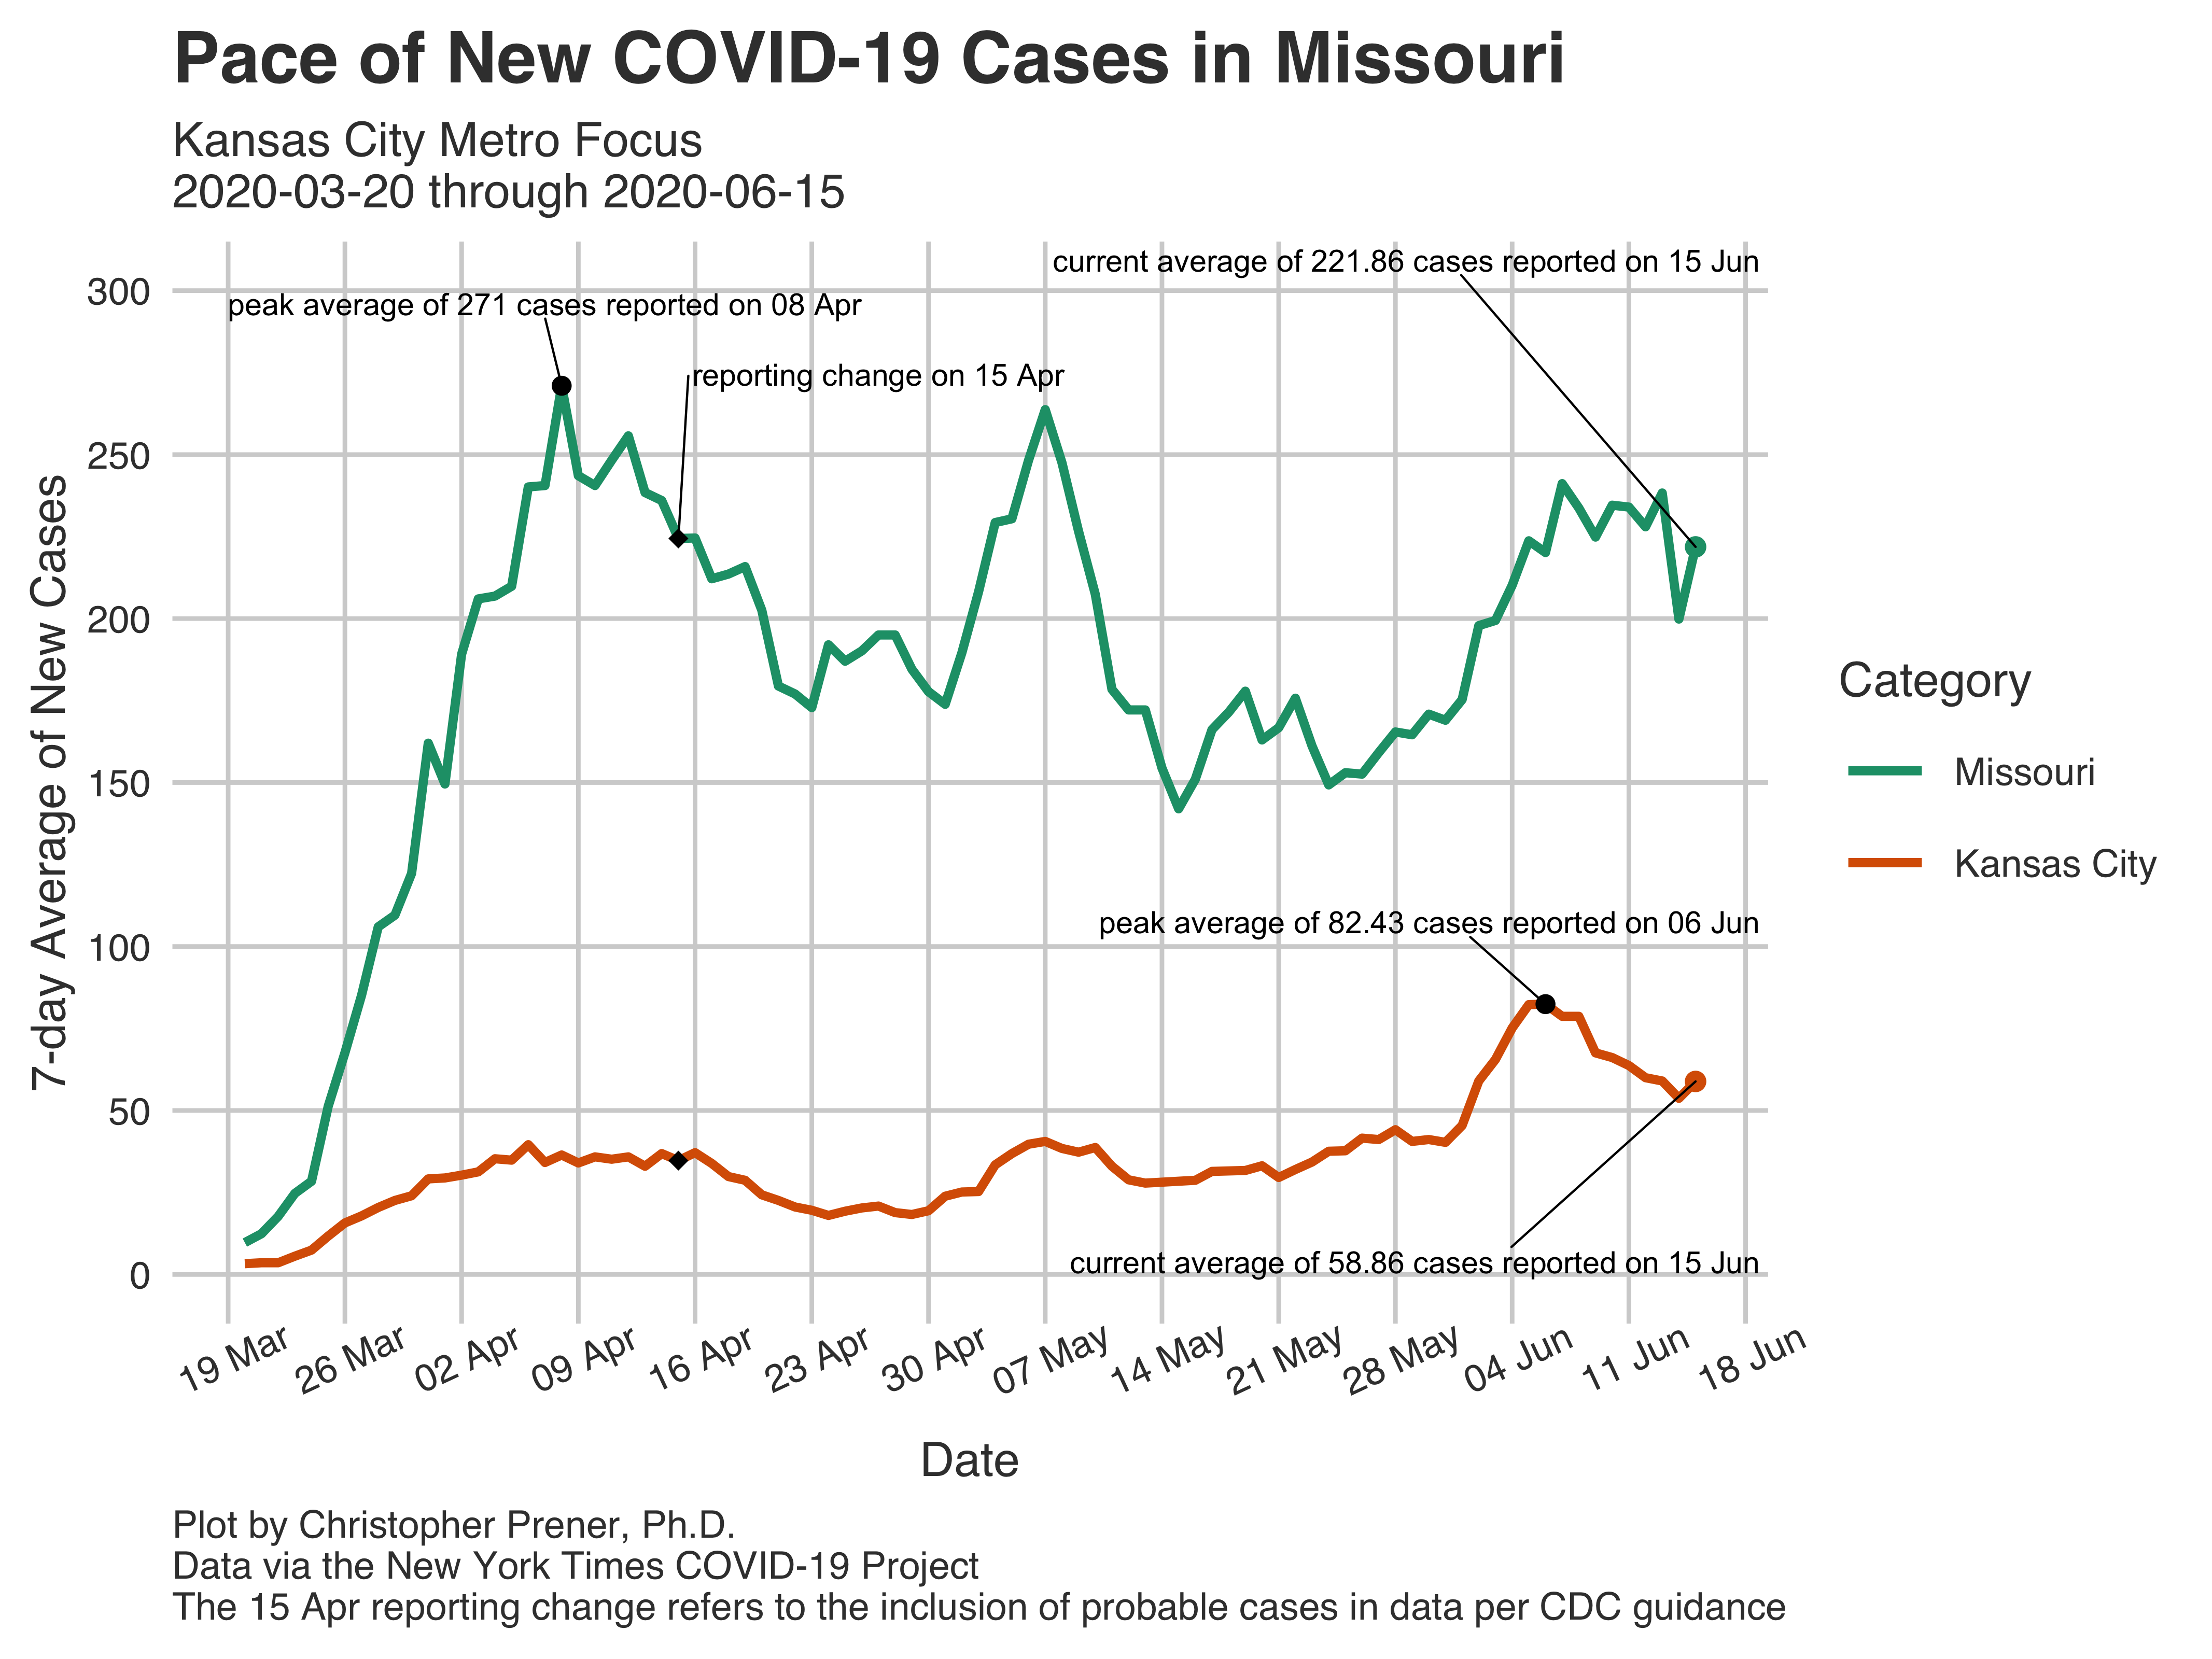 Pace of New COVID-19 Cases in Missouri
Kansas City Metro Focus
2020-03-20 through 2020-06-15
7-day Average of New Cases
300
250
200
150
100
50
0
current average of 221.86 cases reported on 15 Jun
peak average of 271 cases reported on 08 Apr
reporting change on 15 Apr
peak average of 82.43 cases reported on 06 Jun
current average of 58.86 cases reported on 15 Jun
19 Mar
26 Mar
02 Apr
09 Apr
16 Apr
23 Apr
30 Apr
07 May
14 May
21 May
28 May
04 Jun
11 Jun
18 Jun
Date
Category
Missouri
Kansas City
Plot by Christopher Prener, Ph.D.
Data via the New York Times COVID-19 Project
The 15 Apr reporting change refers to the inclusion of probable cases in data per CDC guidance